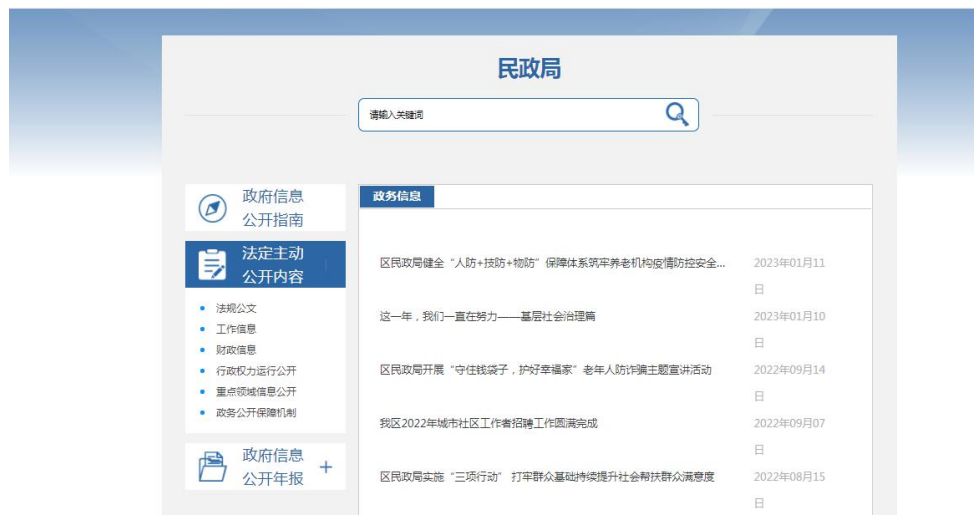 民政局
请输入关键词
政府信息
公开指南
法定主动
公开内容
法规公文
工作信息
财政信息
行政权力运行公开
重点领域信息公开
政务公开保障机制
政府信息
公开年报 +
政务信息
区民政局健全“人防+技防+物防”保障体系筑牢养老机构疫情防控安全... 2023年01月11
日
这一年，我们一直在努力——基层社会治理篇 2023年01月10
日
区民政局开展“守住钱袋子，护好幸福家”老年人防诈骗主题宣讲活动 2022年09月14
日
我区2022年城市社区工作者招聘工作圆满完成 2022年09月07
日
区民政局实施“三项行动” 打牢群众基础持续提升社会帮扶群众满意度 2022年08月15
日